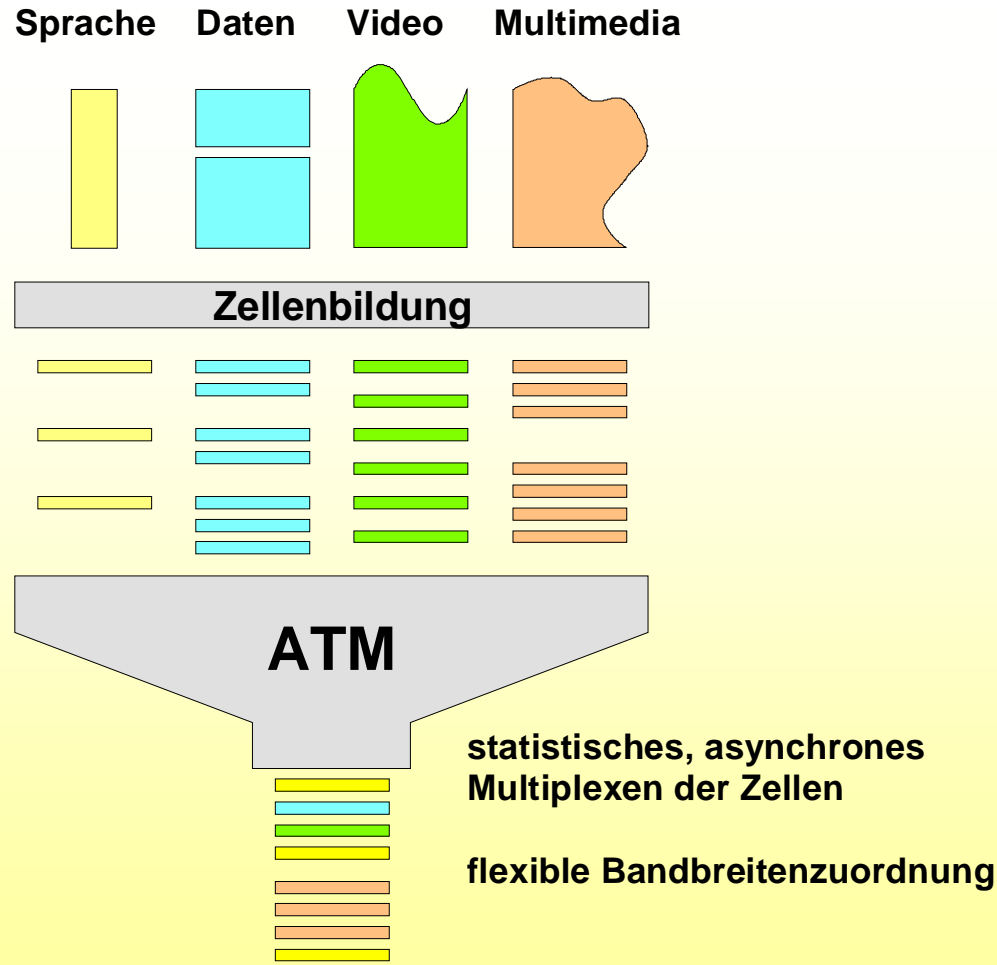 Sprache Daten Video Multimedia
Zellenbildung
ATM
statistisches, asynchrones
Multiplexen der Zellen
flexible Bandbreitenzuordnung